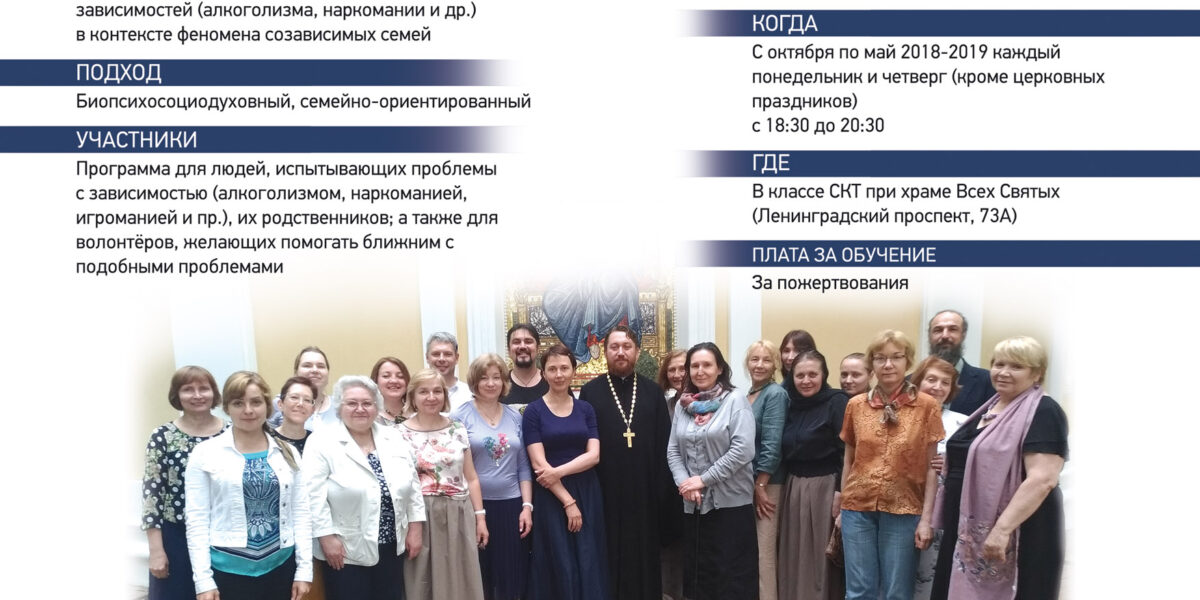 зависимостей (алкоголизма, наркомании и др.)
в контексте феномена созависимых семей
ПОДХОД
Биопсихосоциодуховный, семейно-ориентированный
УЧАСТНИКИ
Программа для людей, испытывающих проблемы
с зависимостью (алкоголизмом, наркоманией,
игроманией и пр.), их родственников; а также для
волонтёров, желающих помогать ближним с
подобными проблемами
КОГДА
С октября по май 2018-2019 каждый
понедельник и четверг (кроме церковных
праздников)
с 18:30 до 20:30
ГДЕ
В классе СКТ при храме Всех Святых
(Ленинградский проспект, 73А)
ПЛАТА ЗА ОБУЧЕНИЕ
За пожертвования